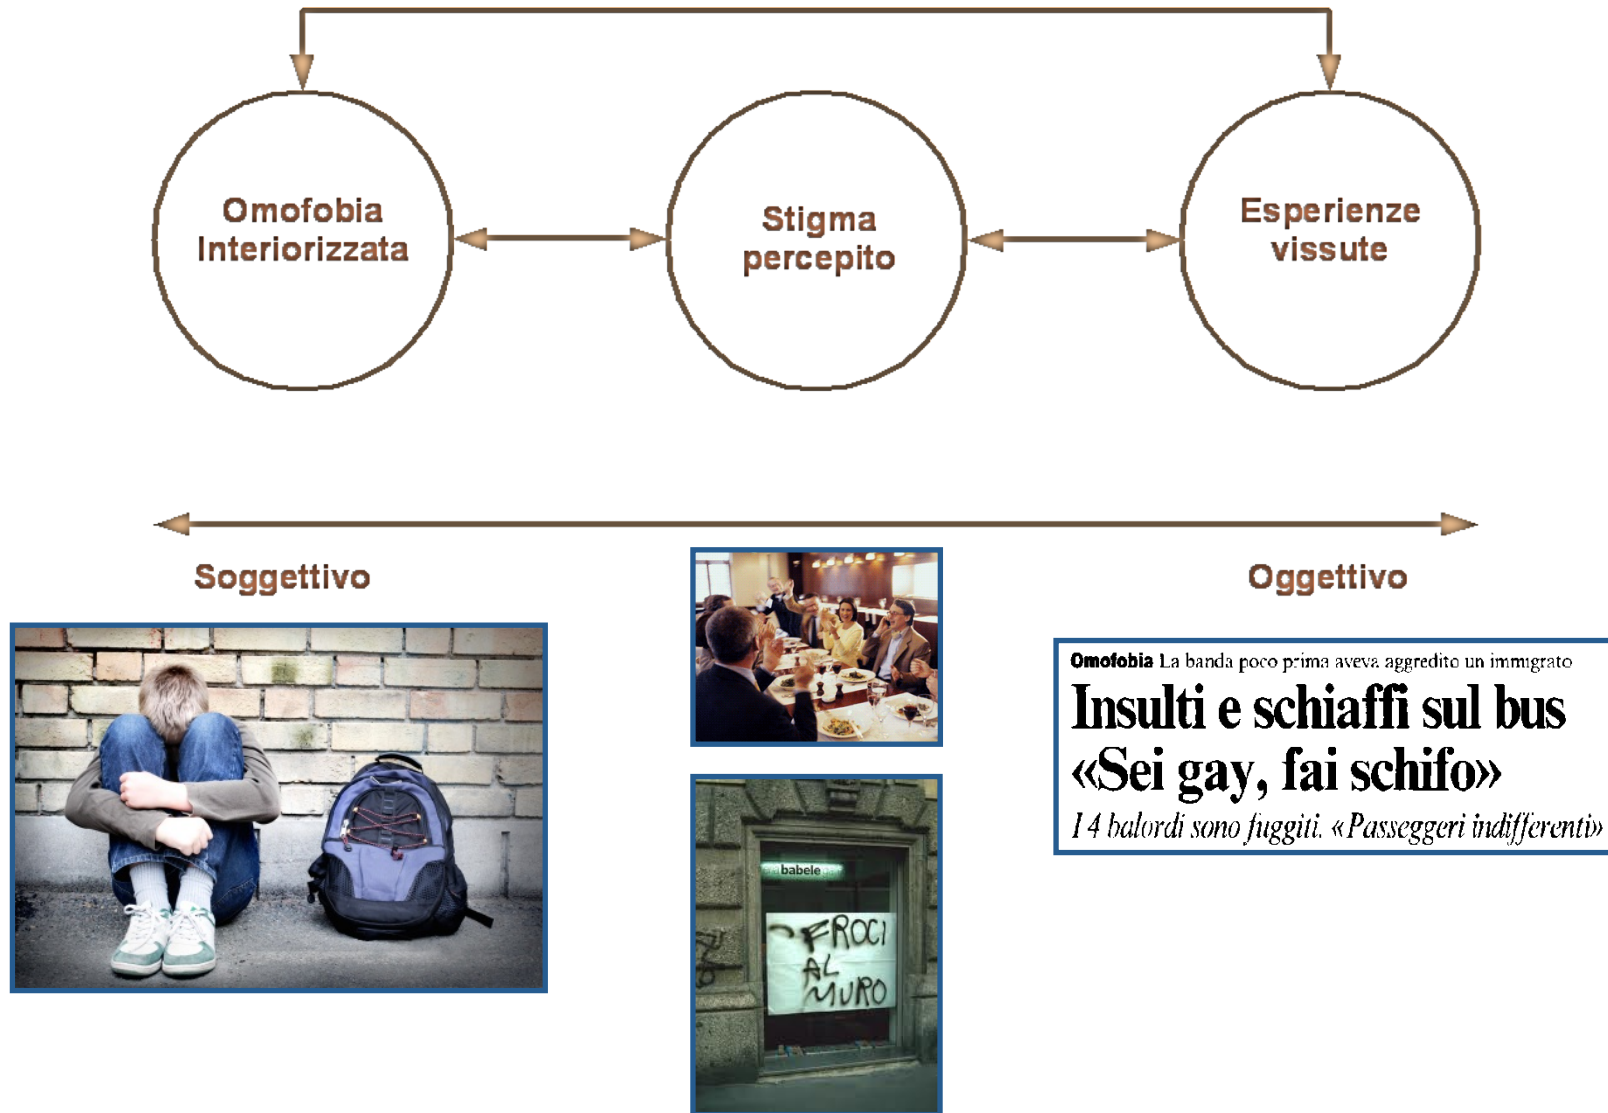 Omofobia
Interiorizzata
Stigma
percepito
Esperienze
vissute
Soggettivo
Oggettivo
Omofobia La banda poco prima aveva aggredito un immigrato
Insulti e schiaffi sul bus
«Sei gay, fai schifo»
I 4 balordi sono fuggiti. «Passeggeri indifferenti»
babele
FROCI
AL
MURO